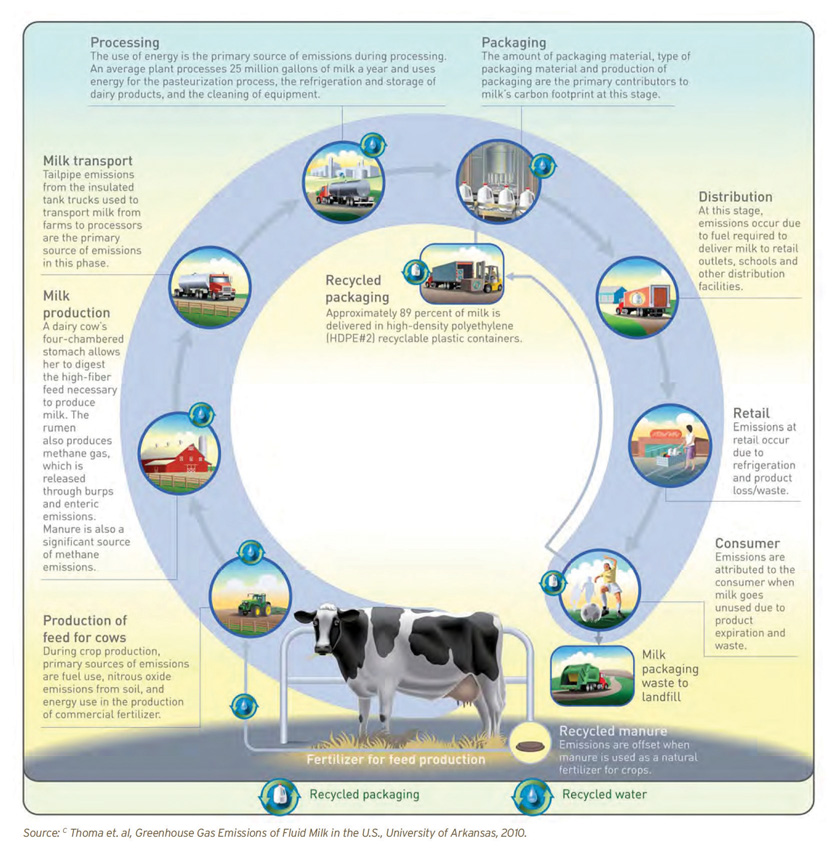 Processing
The use of energy is the primary source of emissions during processing.
An average plant processes 25 million gallons of milk a year and uses
energy for the pasteurization process, the refrigeration and storage of
dairy products, and the cleaning of equipment.
Packaging
The amount of packaging material, type of
packaging material and production of
packaging are the primary contributors to
milk's carbon footprint at this stage.
Milk transport
Tailpipe emissions
from the insulated
tank trucks used to
transport milk from
farms to processors
are the primary
source of emissions
in this phase.
Distribution
At this stage,
emissions occur due
to fuel required to
deliver milk to retail
outlets, schools and
other distribution
facilities.
Recycled
packaging
Approximately 89 percent of milk is
delivered in high-density polyethylene
(HDPE#2) recyclable plastic containers.
Milk
production
A dairy cow's
four-chambered
stomach allows
her to digest
the high-fiber
feed necessary
to produce
milk. The
rumen
also produces
methane gas,
which is
released
through burps
and enteric
emissions.
Manure is also a
significant source
of methane
emissions.
Retail
Emissions at
retail occur
due to
refrigeration
and product
loss/waste.
Consumer
Emissions are
attributed to the
consumer when
milk goes
unused due to
product
expiration and
waste.
Production of
feed for cows
During crop production,
primary sources of emissions
are fuel use, nitrous oxide
emissions from soil, and
energy use in the production
of commercial fertilizer.
Milk
packaging
waste to
landfill
Recycled manure
Emissions are offset when
manure is used as a natural
fertilizer for crops.
Fertilizer for feed production
Recycled packaging
Recycled water
Source: C Thoma et. al, Greenhouse Gas Emissions of Fluid Milk in the U.S., University of Arkansas, 2010.